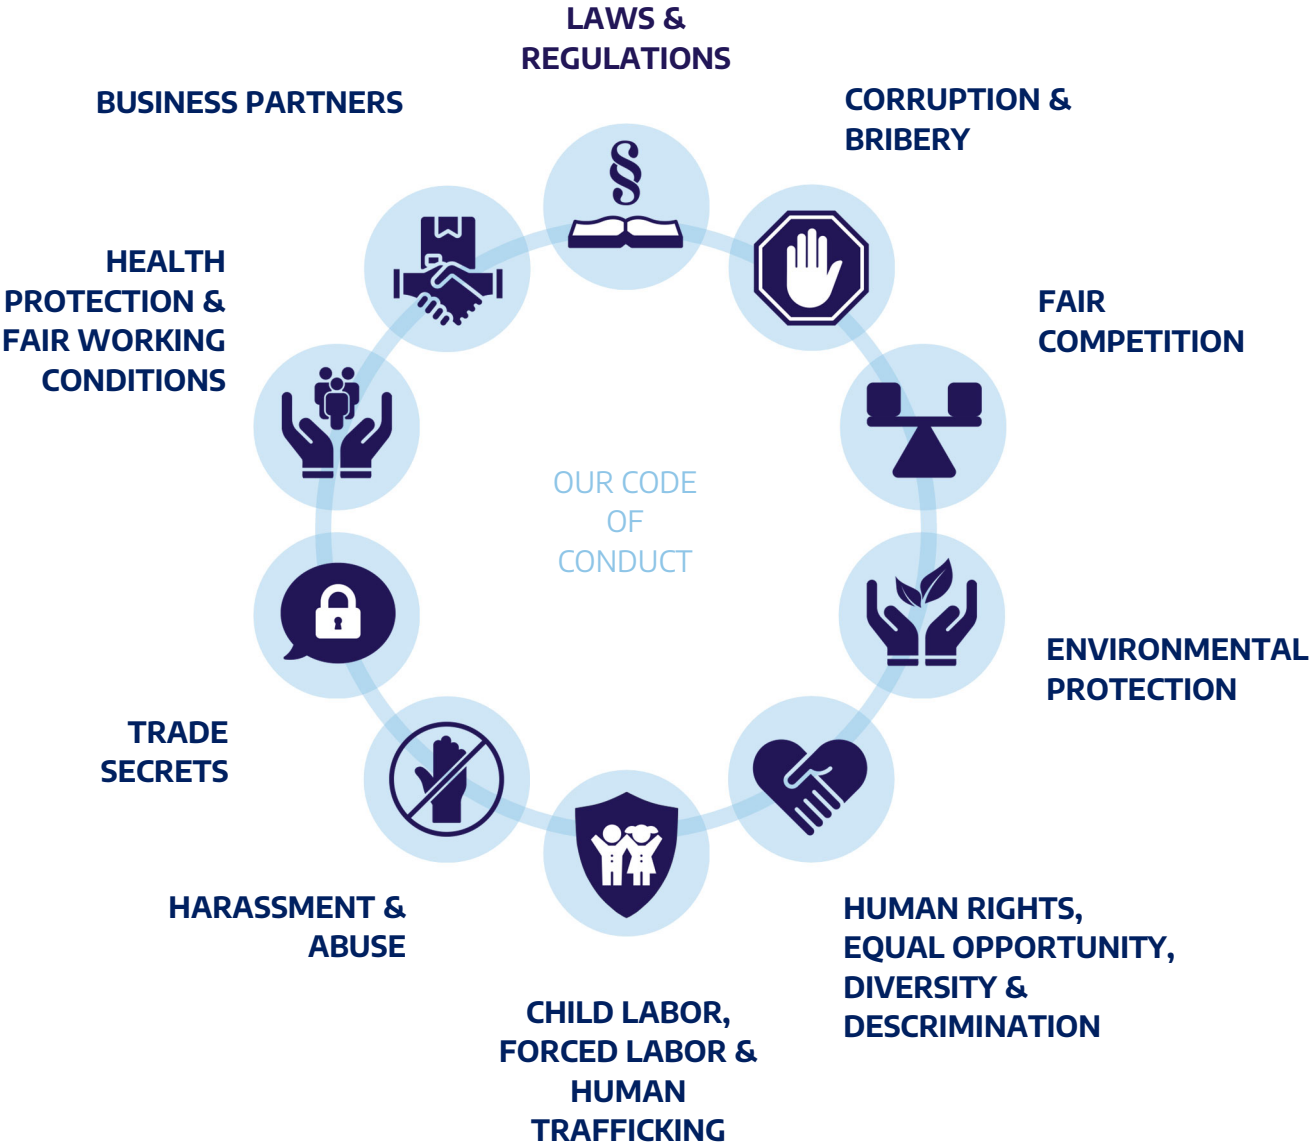 LAWS &
REGULATIONS
CORRUPTION &
BRIBERY
FAIR
COMPETITION
ENVIRONMENTAL
PROTECTION
HUMAN RIGHTS,
EQUAL OPPORTUNITY,
DIVERSITY &
DESCRIMINATION
CHILD LABOR,
FORCED LABOR &
HUMAN
TRAFFICKING
HARASSMENT &
ABUSE
TRADE
SECRETS
HEALTH
PROTECTION &
FAIR WORKING
CONDITIONS
BUSINESS PARTNERS
§
OUR CODE
OF
CONDUCT